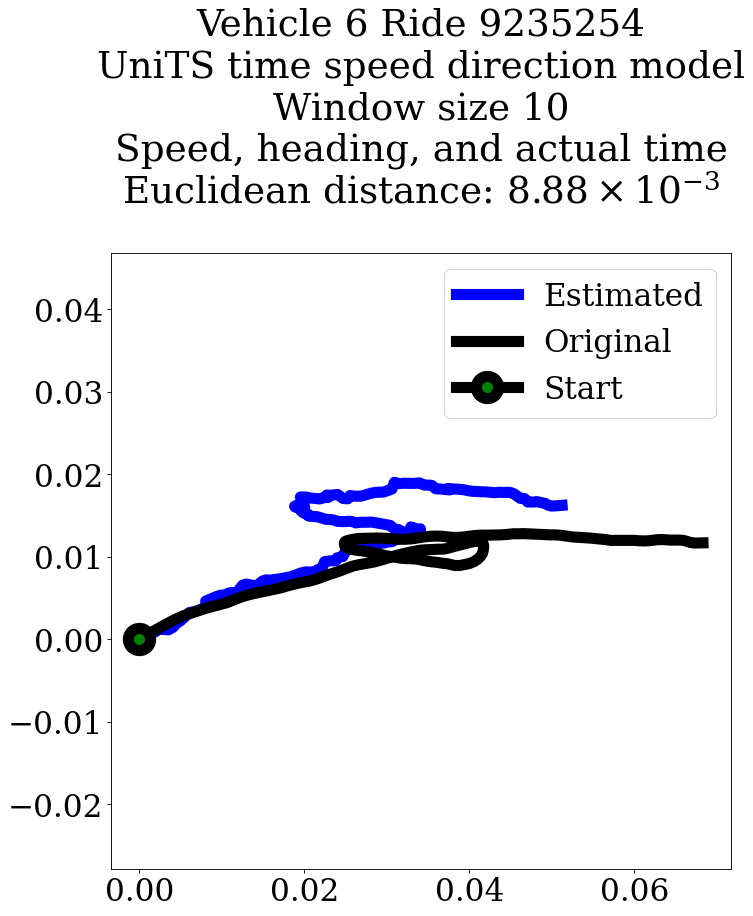 Vehicle 6 Ride 9235254
UniTS time speed direction model
Window size 10
Speed, heading, and actual time
Euclidean distance: 8.88 × 10⁻³
Estimated
Original
Start
0.04
0.03
0.02
0.01
0.00
−0.01
−0.02
0.00 0.02 0.04 0.06